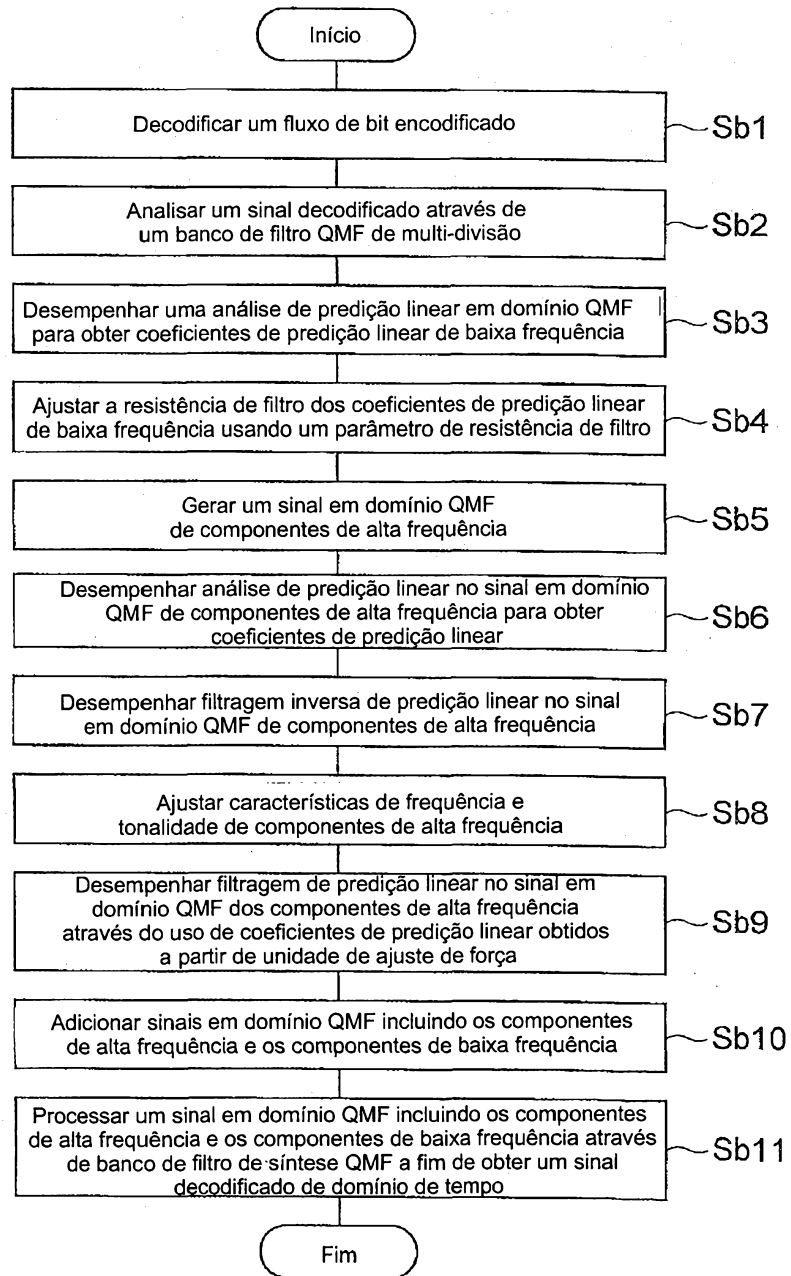 Início
Decodificar um fluxo de bit encodificado
Sb1
Analisar um sinal decodificado através de
um banco de filtro QMF de multi-divisão
Sb2
Desempenhar uma análise de predição linear em domínio QMF
para obter coeficientes de predição linear de baixa frequência
Sb3
Ajustar a resistência de filtro dos coeficientes de predição linear
de baixa frequência usando um parâmetro de resistência de filtro
Sb4
Gerar um sinal em domínio QMF
de componentes de alta frequência
Sb5
Desempenhar análise de predição linear no sinal em domínio
QMF de componentes de alta frequência para obter
coeficientes de predição linear
Sb6
Desempenhar filtragem inversa de predição linear no sinal
em domínio QMF de componentes de alta frequência
Sb7
Ajustar características de frequência e
tonalidade de componentes de alta frequência
Sb8
Desempenhar filtragem de predição linear no sinal em
domínio QMF dos componentes de alta frequência
através do uso de coeficientes de predição linear obtidos
a partir de unidade de ajuste de força
Sb9
Adicionar sinais em domínio QMF incluindo os componentes
de alta frequência e os componentes de baixa frequência
Sb10
Processar um sinal em domínio QMF incluindo os componentes
de alta frequência e os componentes de baixa frequência através
de banco de filtro de síntese QMF a fim de obter um sinal
decodificado de domínio de tempo
Sb11
Fim